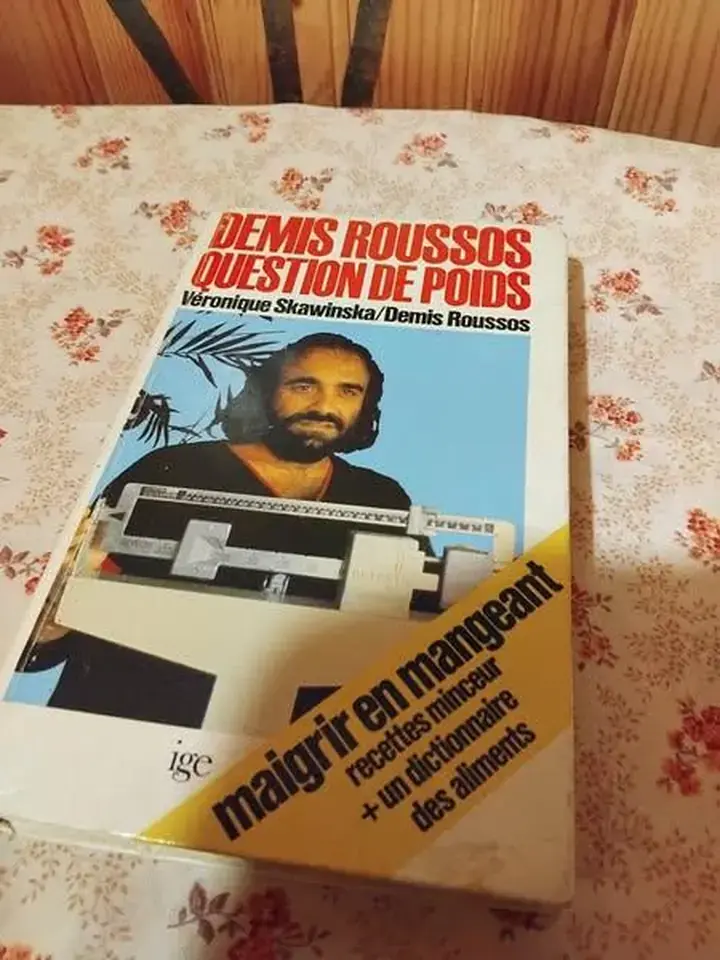 DEMIS ROUSSOS
QUESTION DE POIDS
Véronique Skawinska/Demis Roussos
ige
maigrir en mangeant
recettes minceur
+ un dictionnaire
des aliments